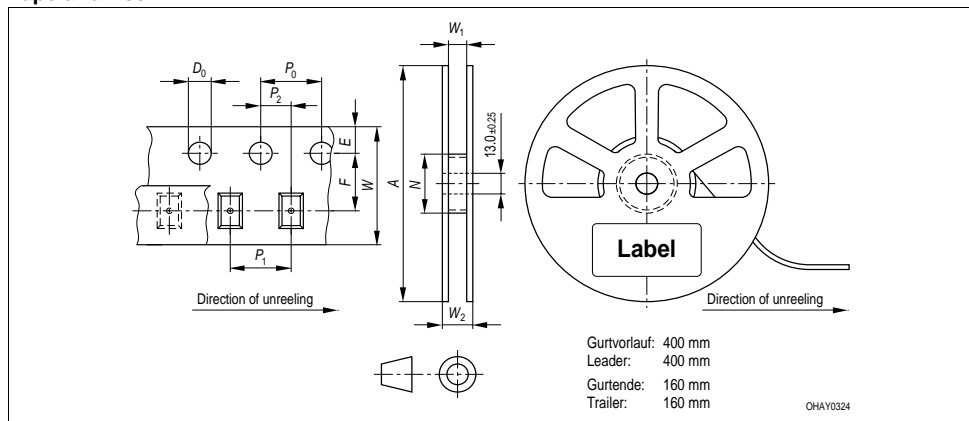 D0
P0
P2
E
F
W
P1
Direction of unreeling
W1
A
N
13.0 ±0.25
W2
Label
Direction of unreeling
Gurtvorlauf: 400 mm
Leader: 400 mm
Gurtende: 160 mm
Trailer: 160 mm
OHAY0324